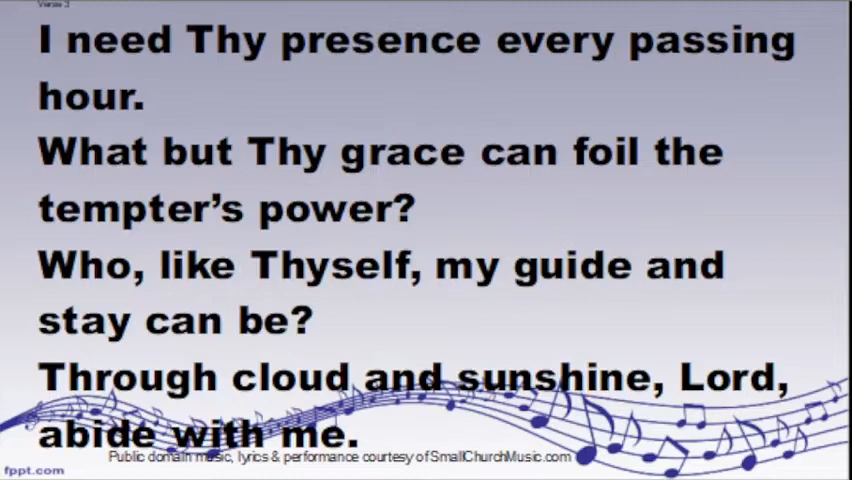 Verse 3
I need Thy presence every passing
hour.
What but Thy grace can foil the
tempter’s power?
Who, like Thyself, my guide and
stay can be?
Through cloud and sunshine, Lord,
abide with me.
Public domain music, lyrics & performance courtesy of SmallChurchMusic.com
fppt.com